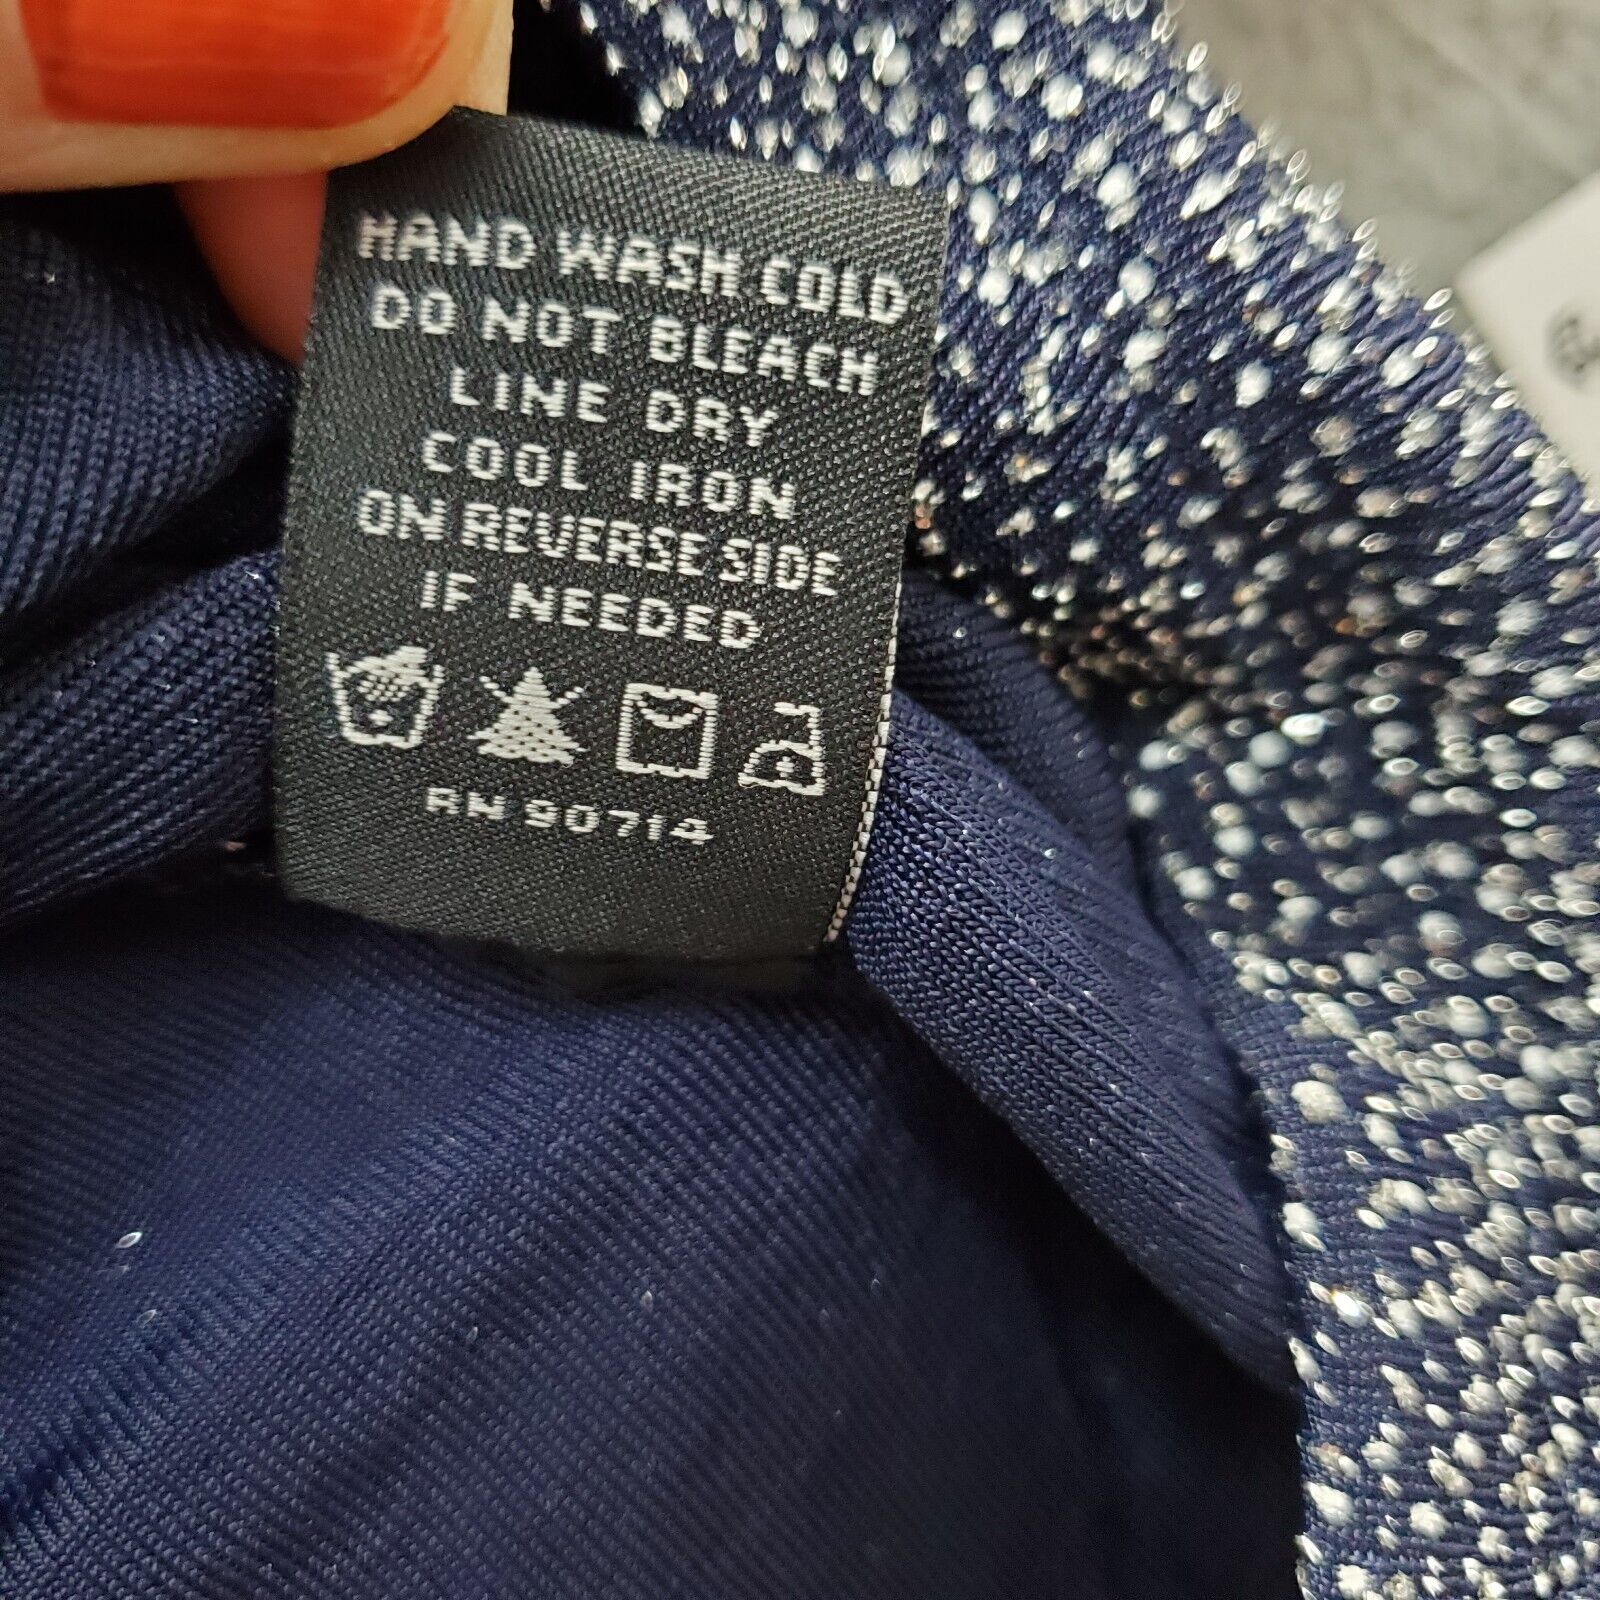 HAND WASH COLD
DO NOT BLEACH
LINE DRY
COOL IRON
ON REVERSE SIDE
IF NEEDED
RN 90714